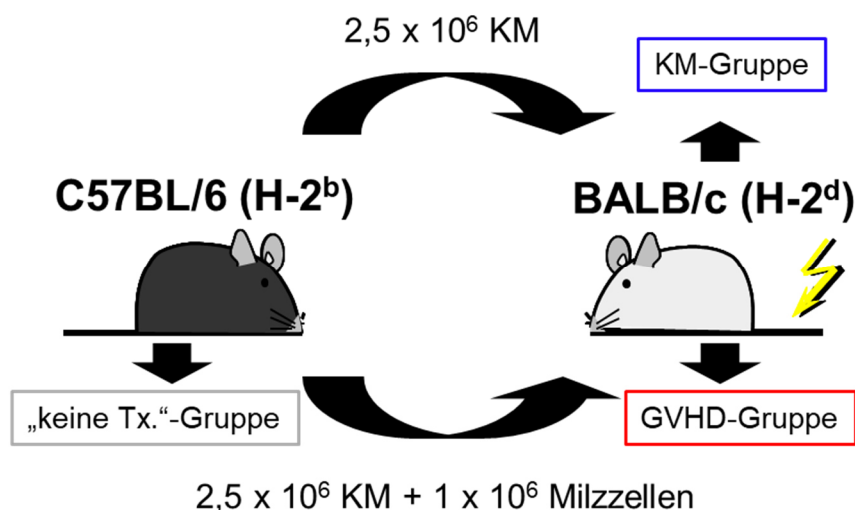 2,5 x 10⁶ KM
KM-Gruppe
C57BL/6 (H-2ᵇ)
BALB/c (H-2ᵈ)
„keine Tx.“-Gruppe
GVHD-Gruppe
2,5 x 10⁶ KM + 1 x 10⁶ Milzzellen